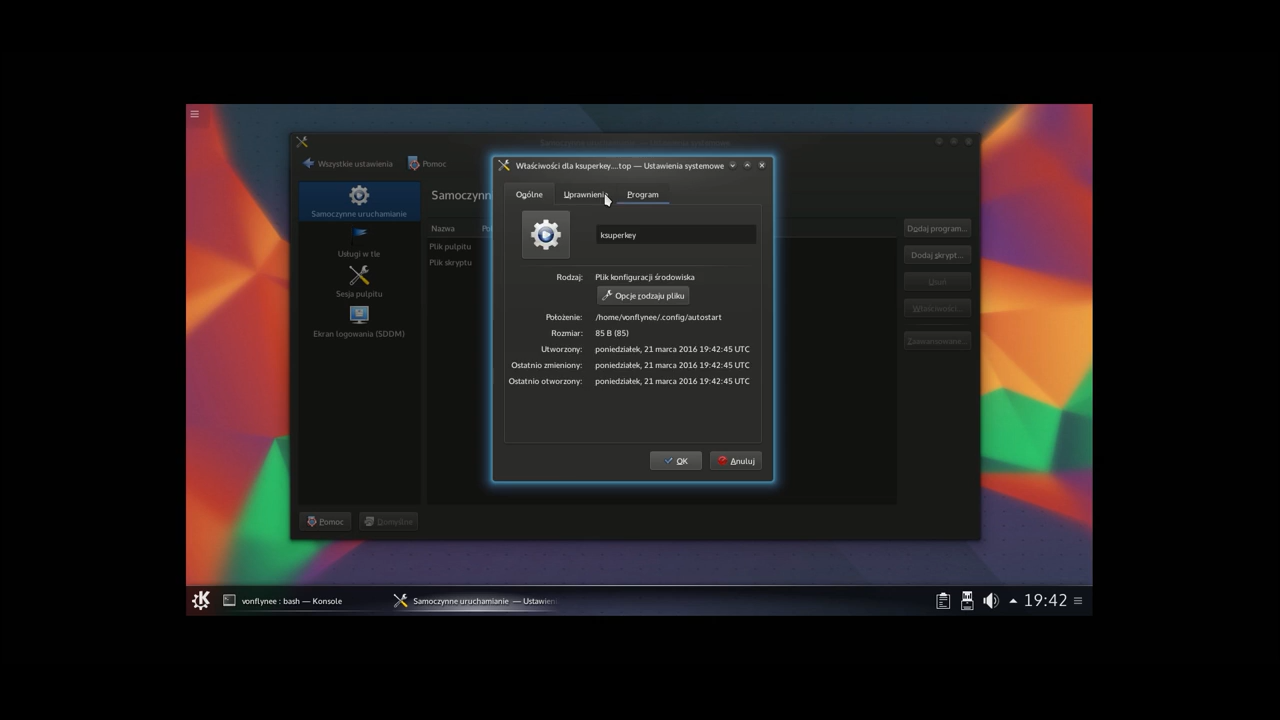 Wszystkie ustawienia
Pomoc
Samoczynne uruchamianie
Usługi w tle
Sesja pulpitu
Ekran logowania (SDDM)
Samoczynn
Nazwa
Plik pulpitu
Plik skryptu
Dodaj program...
Dodaj skrypt...
Usuń
Właściwości...
Zaawansowane...
Pomoc
Domyślne
Właściwości dla ksuperkey....top — Ustawienia systemowe
Ogólne Uprawnienia Program
ksuperkey
Rodzaj: Plik konfiguracji środowiska
Opcje rodzaju pliku
Położenie: /home/vonflynee/.config/autostart
Rozmiar: 85 B (85)
Utworzony: poniedziałek, 21 marca 2016 19:42:45 UTC
Ostatnio zmieniony: poniedziałek, 21 marca 2016 19:42:45 UTC
Ostatnio otworzony: poniedziałek, 21 marca 2016 19:42:45 UTC
OK Anuluj
vonflynee : bash — Konsole
Samoczynne uruchamianie — Ustawien
19:42